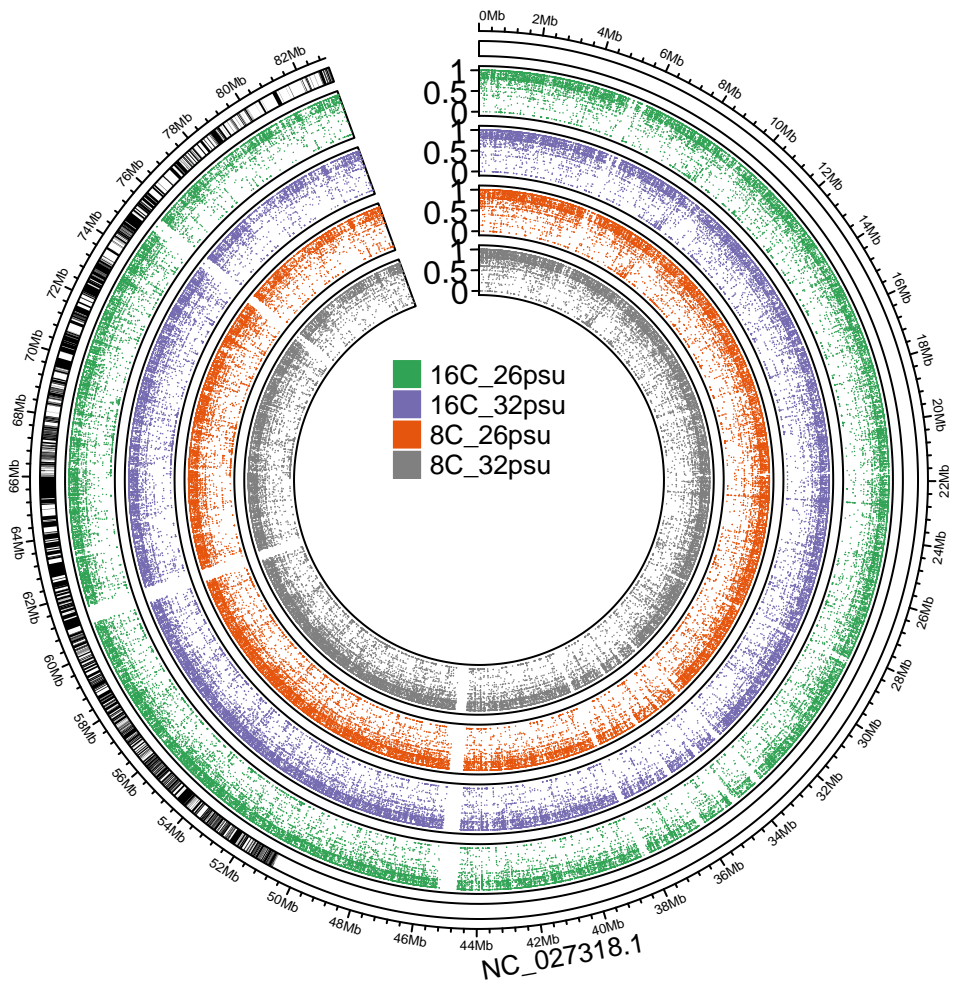 0Mb
2Mb
4Mb
6Mb
8Mb
10Mb
12Mb
14Mb
16Mb
18Mb
20Mb
22Mb
24Mb
26Mb
28Mb
30Mb
32Mb
34Mb
36Mb
38Mb
40Mb
42Mb
44Mb
46Mb
48Mb
50Mb
52Mb
54Mb
56Mb
58Mb
60Mb
62Mb
64Mb
66Mb
68Mb
70Mb
72Mb
74Mb
76Mb
78Mb
80Mb
82Mb
1
0.5
0
1
0.5
0
1
0.5
0
1
0.5
0
16C_26psu
16C_32psu
8C_26psu
8C_32psu
NC_027318.1